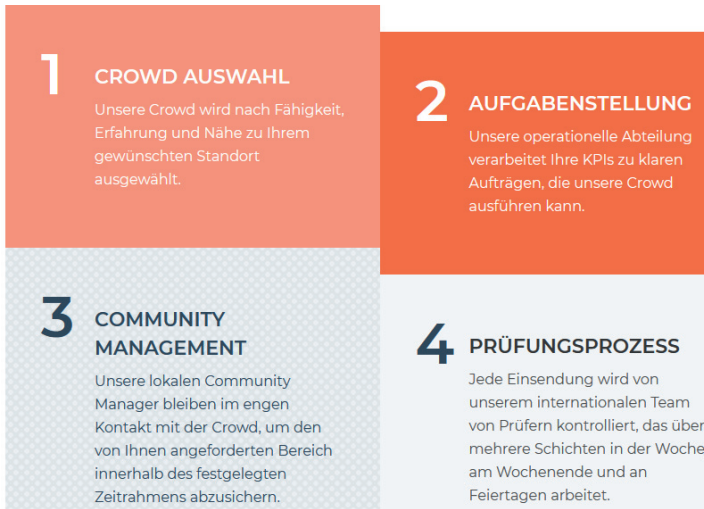 1
CROWD AUSWAHL
Unsere Crowd wird nach Fähigkeit,
Erfahrung und Nähe zu Ihrem
gewünschten Standort
ausgewählt.
2
AUFGABENSTELLUNG
Unsere operationelle Abteilung
verarbeitet Ihre KPIs zu klaren
Aufträgen, die unsere Crowd
ausführen kann.
3
COMMUNITY
MANAGEMENT
Unsere lokalen Community
Manager bleiben im engen
Kontakt mit der Crowd, um den
von Ihnen angeforderten Bereich
innerhalb des festgelegten
Zeitrahmens abzusichern.
4
PRÜFUNGSPROZESS
Jede Einsendung wird von
unserem internationalen Team
von Prüfern kontrolliert, das über
mehrere Schichten in der Woche
am Wochenende und an
Feiertagen arbeitet.